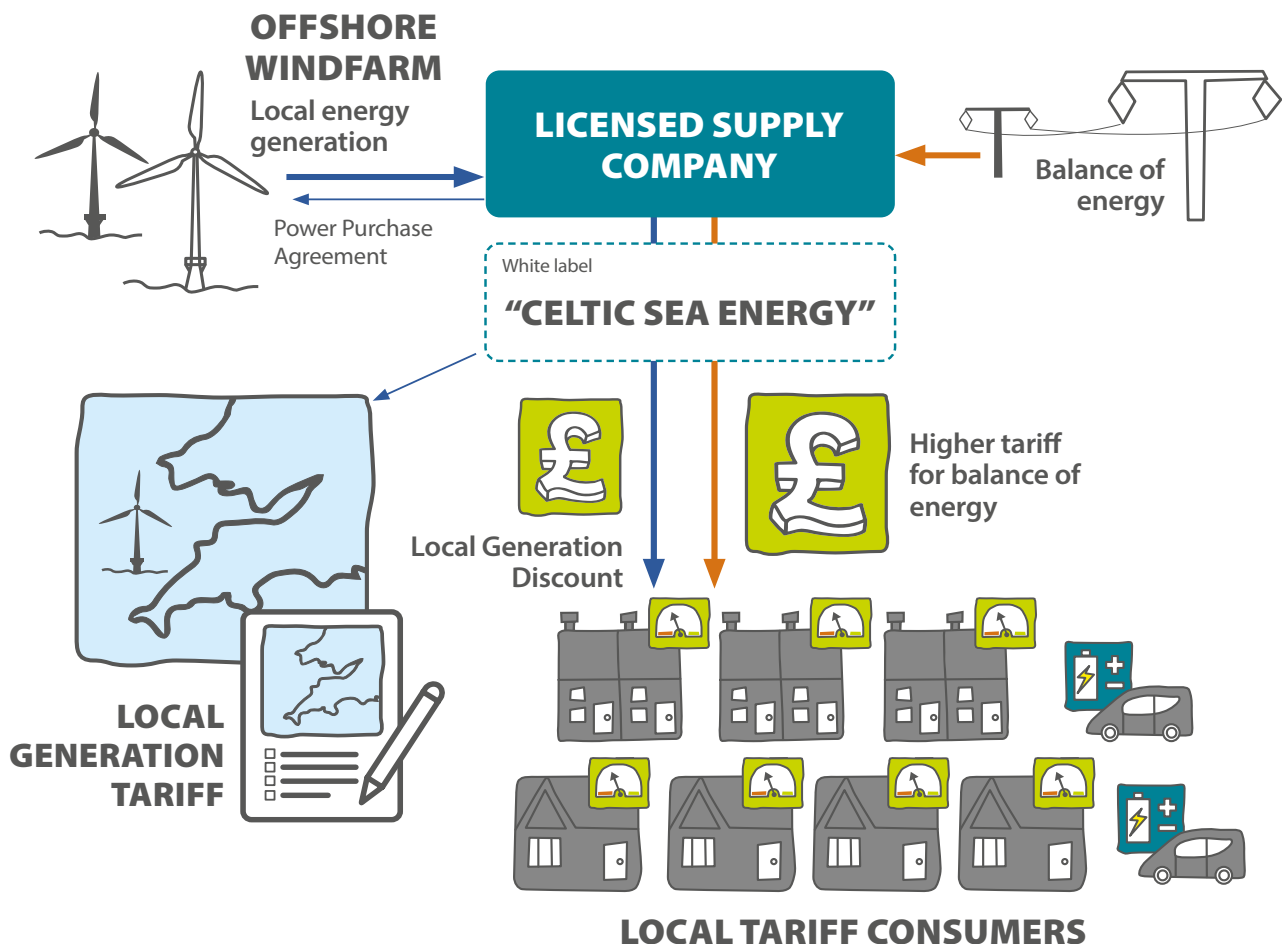 OFFSHORE
WINDFARM
Local energy
generation
Power Purchase
Agreement
LICENSED SUPPLY
COMPANY
Balance of
energy
White label
“CELTIC SEA ENERGY”
£
Local Generation
Discount
£
Higher tariff
for balance of
energy
LOCAL
GENERATION
TARIFF
LOCAL TARIFF CONSUMERS